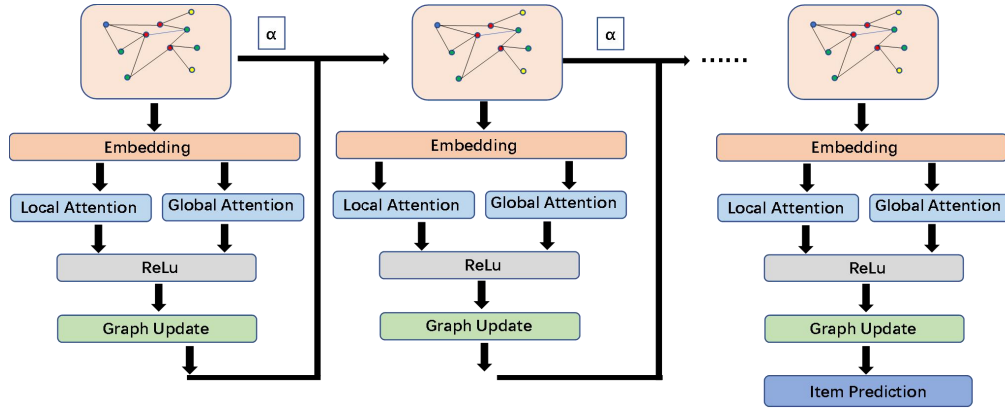 α
α
Embedding
Local Attention
Global Attention
ReLu
Graph Update
Embedding
Local Attention
Global Attention
ReLu
Graph Update
Embedding
Local Attention
Global Attention
ReLu
Graph Update
Item Prediction